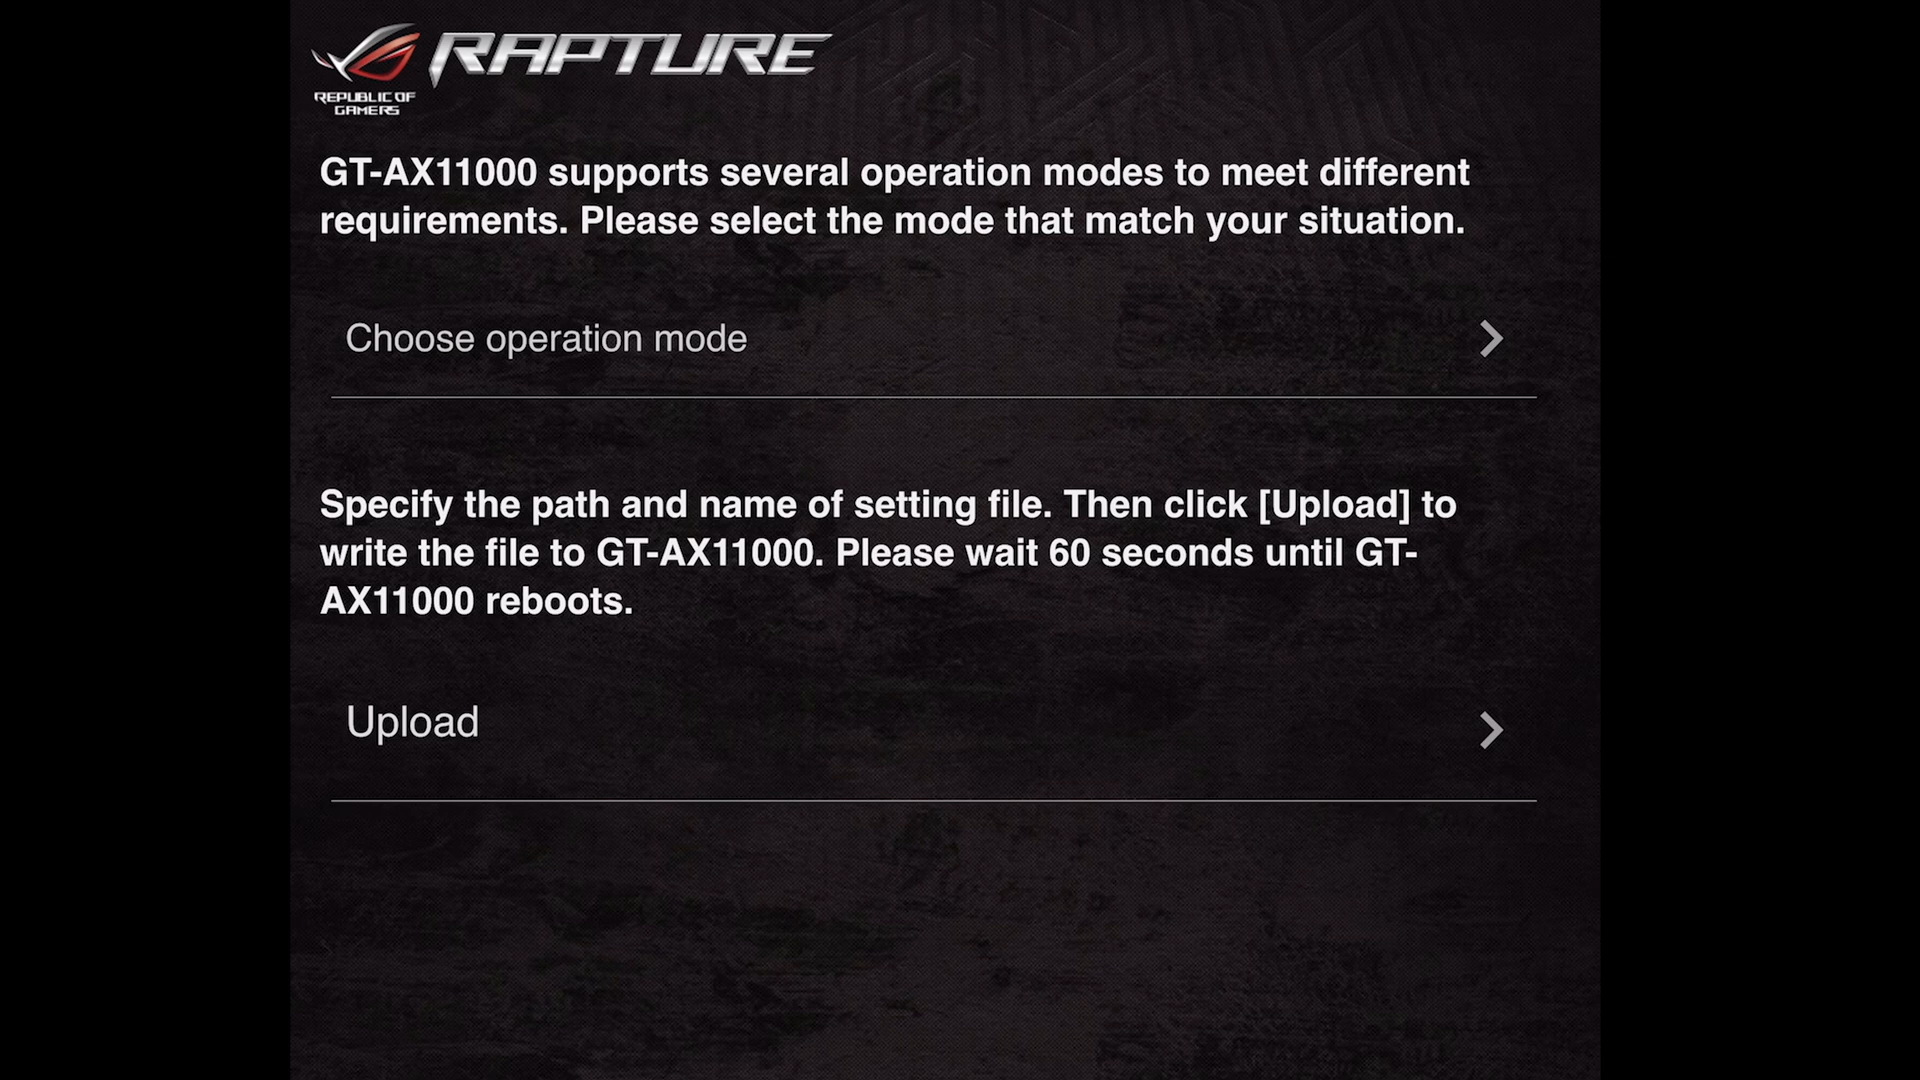 RAPTURE
REPUBLIC OF
GAMERS
GT-AX11000 supports several operation modes to meet different
requirements. Please select the mode that match your situation.
Choose operation mode
Specify the path and name of setting file. Then click [Upload] to
write the file to GT-AX11000. Please wait 60 seconds until GT-
AX11000 reboots.
Upload